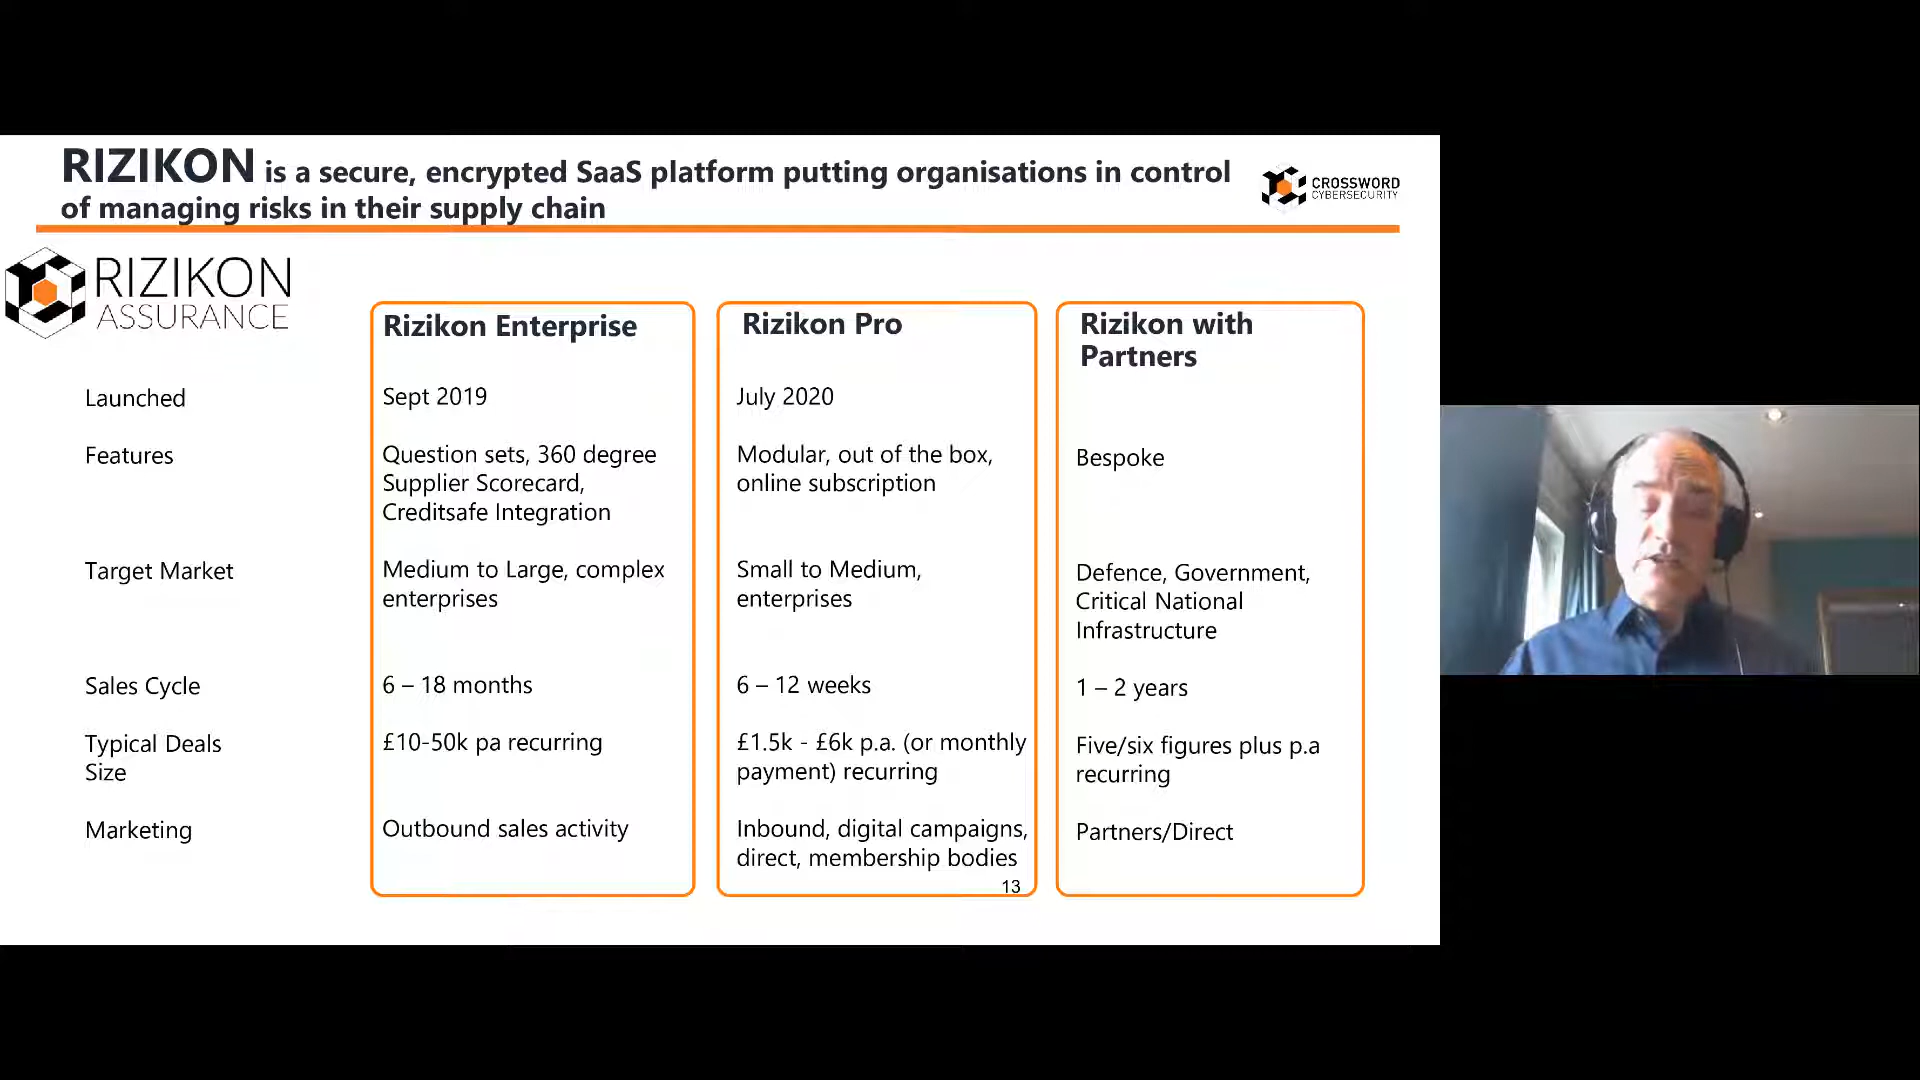 RIZIKON is a secure, encrypted SaaS platform putting organisations in control
of managing risks in their supply chain
CROSSWORD
CYBERSECURITY
RIZIKON
ASSURANCE
Rizikon Enterprise
Rizikon Pro
Rizikon with
Partners
Launched
Sept 2019
July 2020
Features
Question sets, 360 degree
Supplier Scorecard,
Creditsafe Integration
Modular, out of the box,
online subscription
Bespoke
Target Market
Medium to Large, complex
enterprises
Small to Medium,
enterprises
Defence, Government,
Critical National
Infrastructure
Sales Cycle
6 – 18 months
6 – 12 weeks
1 – 2 years
Typical Deals
Size
£10-50k pa recurring
£1.5k - £6k p.a. (or monthly
payment) recurring
Five/six figures plus p.a
recurring
Marketing
Outbound sales activity
Inbound, digital campaigns,
direct, membership bodies
Partners/Direct
13